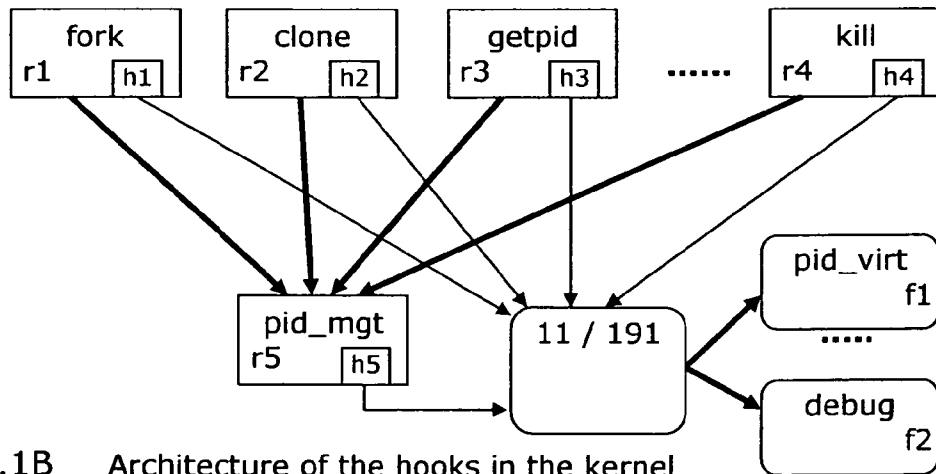 fork
r1 h1
clone
r2 h2
getpid
r3 h3
......
kill
r4 h4
pid_mgt
r5 h5
11 / 191
pid_virt
f1
.....
debug
f2
.1B Architecture of the hooks in the kernel